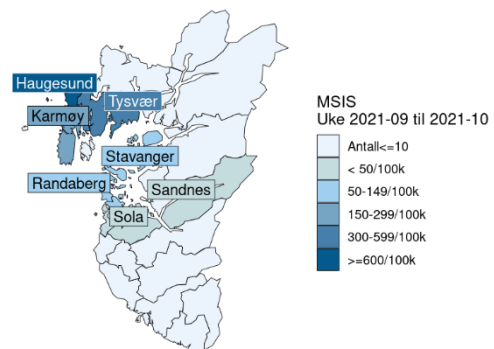 Haugesund
Tysvær
Karmøy
Stavanger
Randaberg
Sandnes
Sola
MSIS
Uke 2021-09 til 2021-10
Antall<=10
< 50/100k
50-149/100k
150-299/100k
300-599/100k
>=600/100k